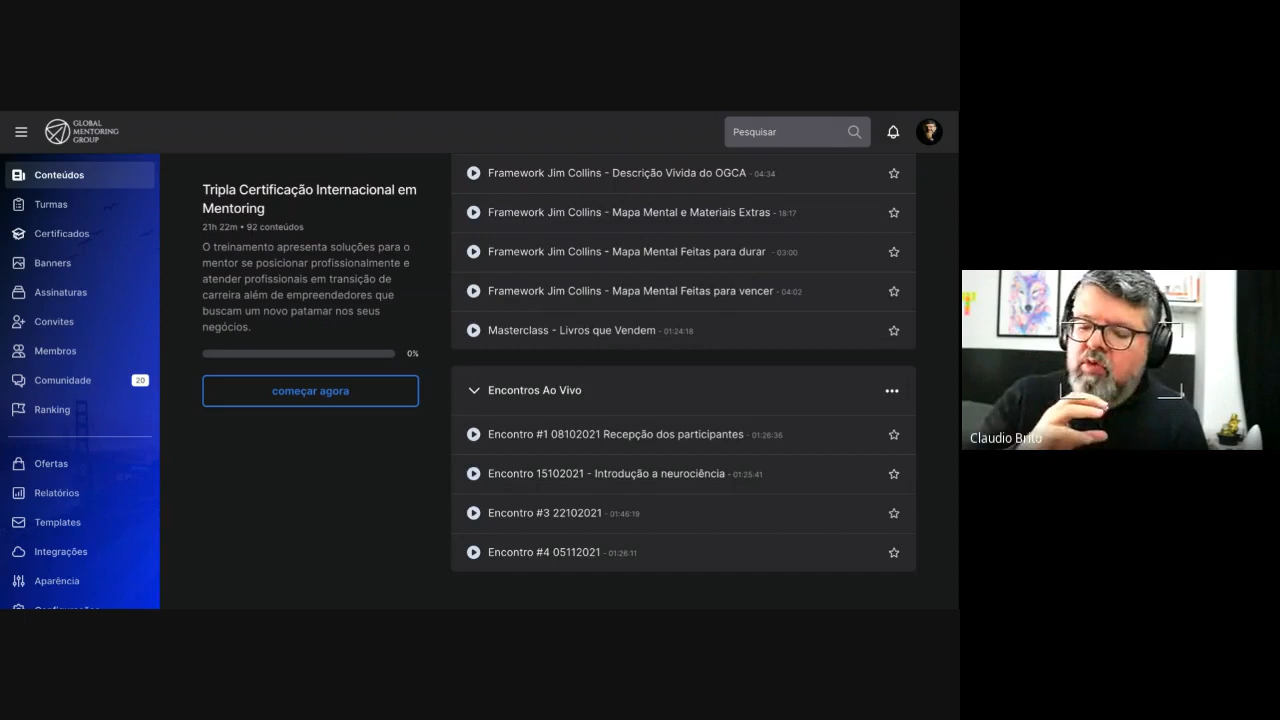 GLOBAL
MENTORING
GROUP
Pesquisar
Conteúdos
Turmas
Certificados
Banners
Assinaturas
Convites
Membros
Comunidade 20
Ranking
Ofertas
Relatórios
Templates
Integrações
Aparência
Configurações
Tripla Certificação Internacional em
Mentoring
21h 22m • 92 conteúdos
O treinamento apresenta soluções para o
mentor se posicionar profissionalmente e
atender profissionais em transição de
carreira além de empreendedores que
buscam um novo patamar nos seus
negócios.
0%
começar agora
Framework Jim Collins - Descrição Vivida do OGCA - 04:34
Framework Jim Collins - Mapa Mental e Materiais Extras - 18:17
Framework Jim Collins - Mapa Mental Feitas para durar - 03:00
Framework Jim Collins - Mapa Mental Feitas para vencer - 04:02
Masterclass - Livros que Vendem - 01:24:18
Encontros Ao Vivo
Encontro #1 08102021 Recepção dos participantes - 01:26:36
Encontro 15102021 - Introdução a neurociência - 01:25:41
Encontro #3 22102021 - 01:46:19
Encontro #4 05112021 - 01:26:11
Claudio Brito